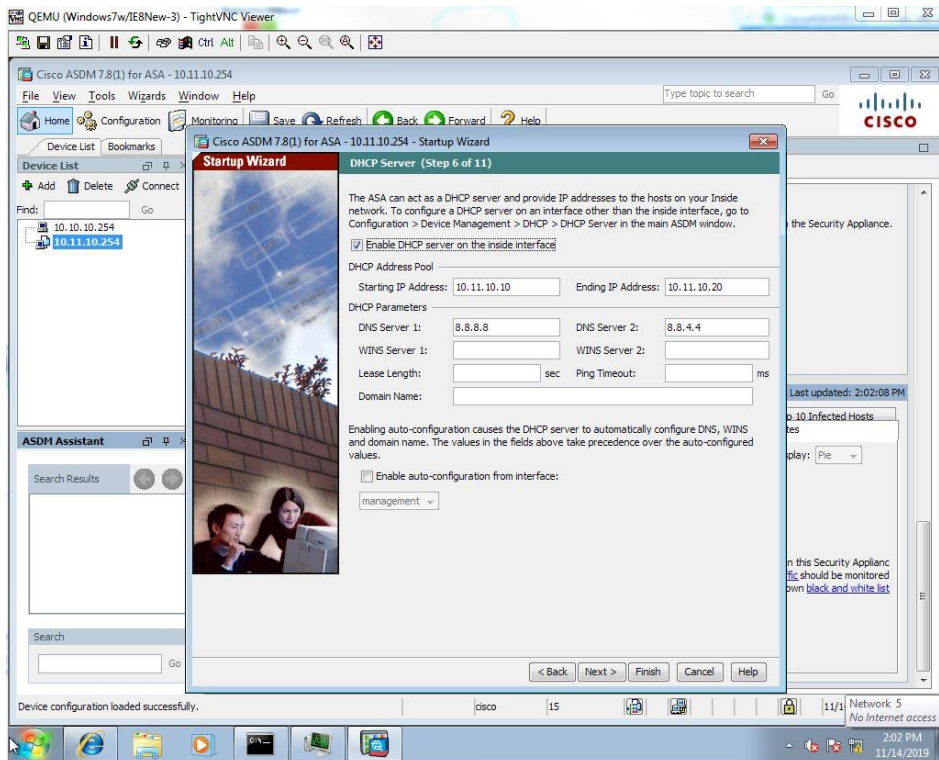 QEMU (Windows7w/IE8New-3) - TightVNC Viewer
Ctrl Alt
Cisco ASDM 7.8(1) for ASA - 10.11.10.254
File View Tools Wizards Window Help
Type topic to search Go
Home Configuration Monitoring Save Refresh Back Forward Help
CISCO
Device List Bookmarks
Device List
Add Delete Connect
Find: Go
10.10.10.254
10.11.10.254
Cisco ASDM 7.8(1) for ASA - 10.11.10.254 - Startup Wizard
Startup Wizard
DHCP Server (Step 6 of 11)
The ASA can act as a DHCP server and provide IP addresses to the hosts on your Inside
network. To configure a DHCP server on an interface other than the inside interface, go to
Configuration > Device Management > DHCP > DHCP Server in the main ASDM window.
Enable DHCP server on the inside interface
DHCP Address Pool
Starting IP Address: 10.11.10.10 Ending IP Address: 10.11.10.20
DHCP Parameters
DNS Server 1: 8.8.8.8 DNS Server 2: 8.8.4.4
WINS Server 1: WINS Server 2:
Lease Length: sec Ping Timeout: ms
Domain Name:
Enabling auto-configuration causes the DHCP server to automatically configure DNS, WINS
and domain name. The values in the fields above take precedence over the auto-configured
values.
Enable auto-configuration from interface:
management
< Back Next > Finish Cancel Help
the Security Appliance.
Last updated: 2:02:08 PM
10 Infected Hosts
play: Pie
n this Security Applianc
should be monitored
own black and white list
ASDM Assistant
Search Results
Search
Go
Device configuration loaded successfully.
cisco 15
11/1
Network 5
No Internet access
2:02 PM
11/14/2019